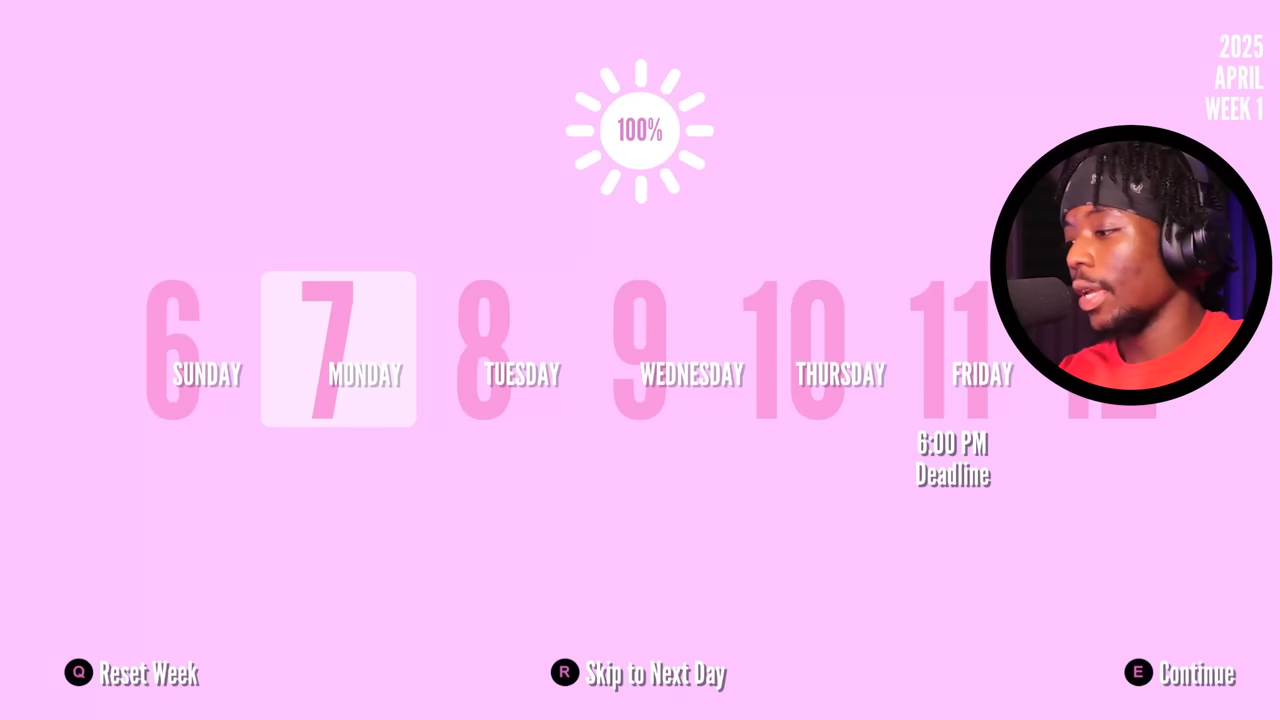 2025
APRIL
WEEK 1
100%
6 7 8 9 10 11
SUNDAY MONDAY TUESDAY WEDNESDAY THURSDAY FRIDAY
6:00 PM
Deadline
Q Reset Week
R Skip to Next Day
E Continue